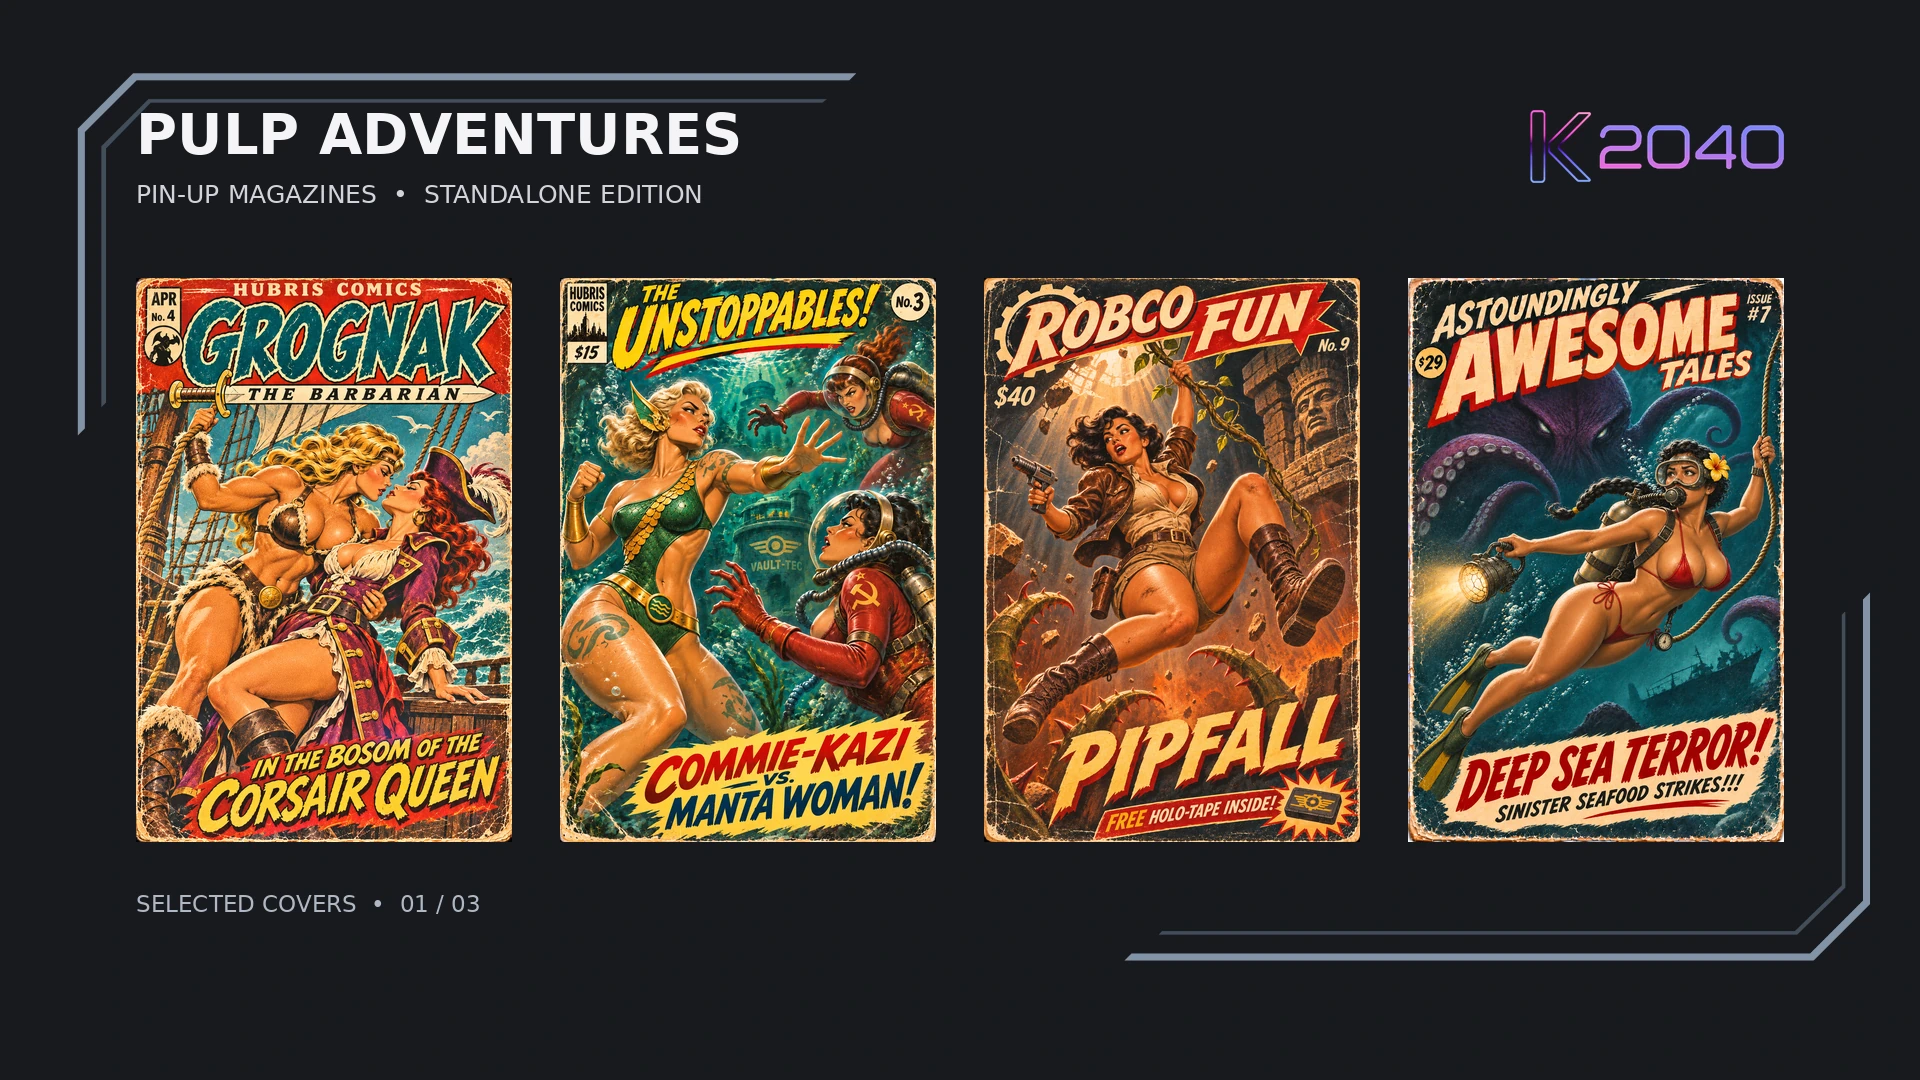 PULP ADVENTURES
PIN-UP MAGAZINES • STANDALONE EDITION
K2040
HUBRIS COMICS
APR
No. 4
GROGNAK
THE BARBARIAN
IN THE BOSOM OF THE
CORSAIR QUEEN
HUBRIS
COMICS
$15
THE
UNSTOPPABLES!
No.3
VAULT-TEC
COMMIE-KAZI
VS.
MANTA WOMAN!
ROBCO FUN
No. 9
$40
PIPFALL
FREE HOLO-TAPE INSIDE!
ASTOUNDINGLY
AWESOME
TALES
ISSUE
#7
$29
DEEP SEA TERROR!
SINISTER SEAFOOD STRIKES!!!
SELECTED COVERS • 01 / 03